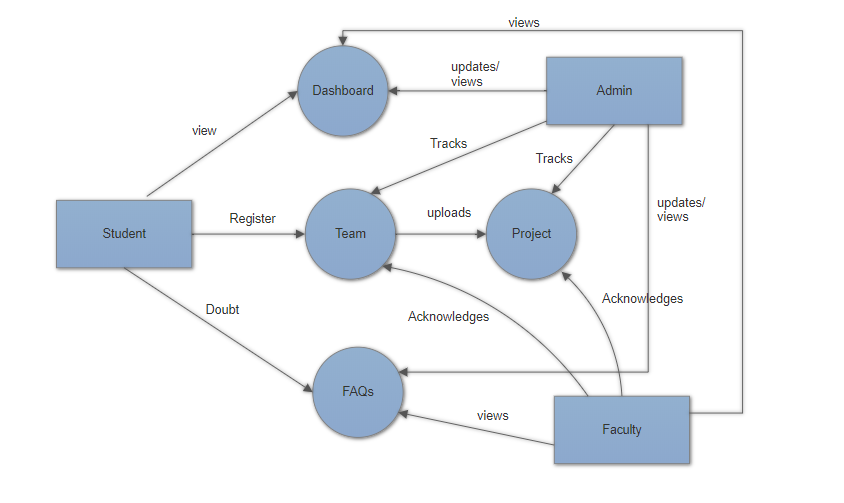 views
updates/
views
Dashboard
Admin
view
Tracks
Tracks
updates/
views
Register
uploads
Student
Team
Project
Acknowledges
Doubt
Acknowledges
FAQs
views
Faculty